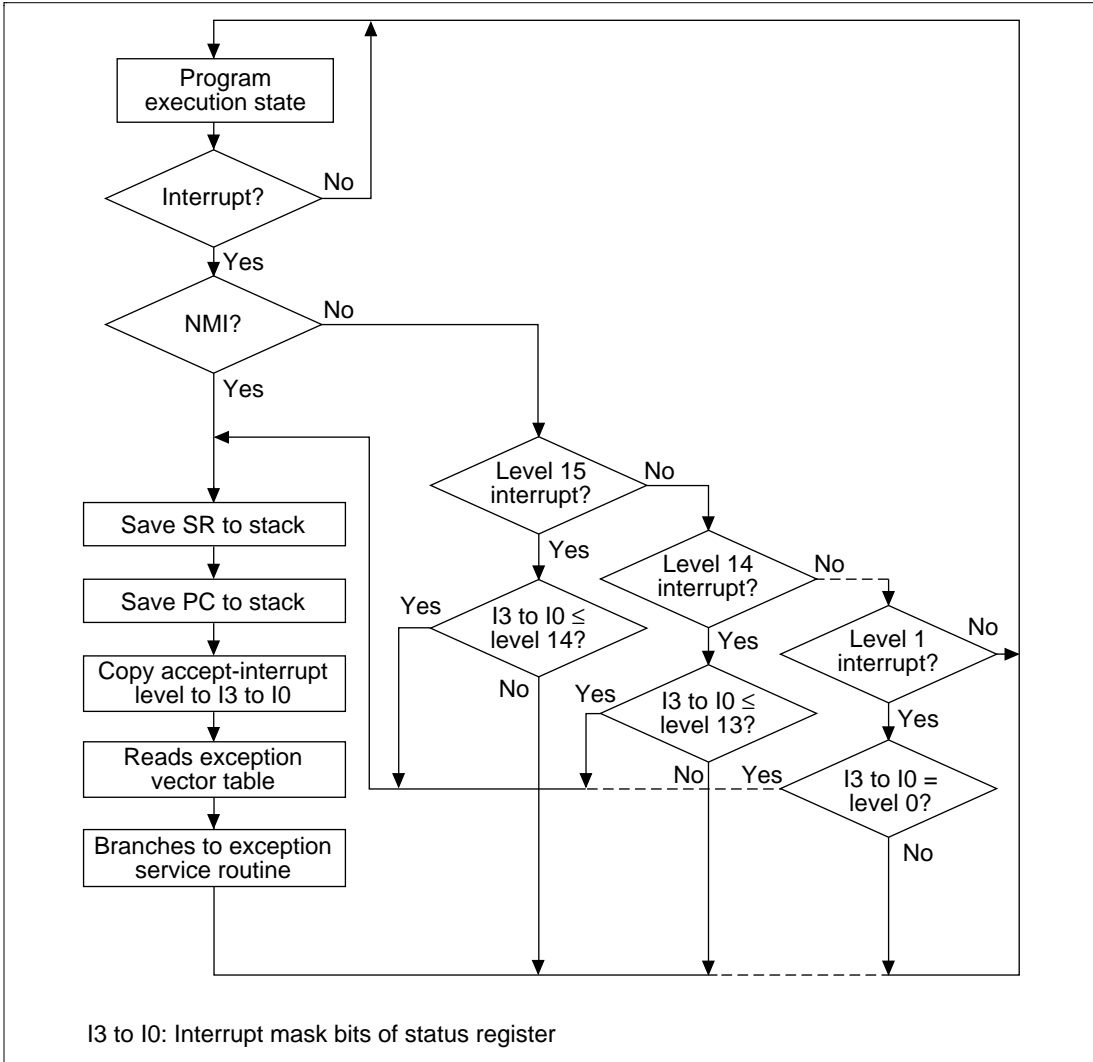 Program
execution state
Interrupt?
No
Yes
NMI?
No
Yes
Level 15
interrupt?
No
Yes
Level 14
interrupt?
No
Yes
Level 1
interrupt?
No
Yes
I3 to I0 ≤
level 14?
Yes
No
I3 to I0 ≤
level 13?
Yes
No
I3 to I0 =
level 0?
Yes
No
Save SR to stack
Save PC to stack
Copy accept-interrupt
level to I3 to I0
Reads exception
vector table
Branches to exception
service routine
I3 to I0: Interrupt mask bits of status register